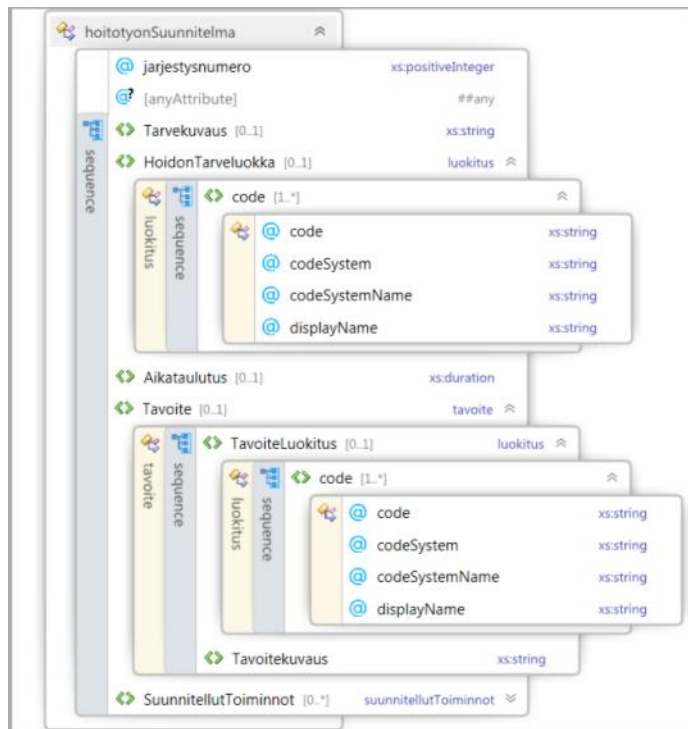 hoitotyonSuunnitelma
@ jarjestysnumero xs:positiveInteger
@? [anyAttribute] ##any
sequence
Tarvekuvaus [0..1] xs:string
HoidonTarveluokka [0..1] luokitus
luokitus
sequence
code [1..*]
@ code xs:string
@ codeSystem xs:string
@ codeSystemName xs:string
@ displayName xs:string
Aikataulutus [0..1] xs:duration
Tavoite [0..1] tavoite
tavoite
sequence
TavoiteLuokitus [0..1] luokitus
luokitus
sequence
code [1..*]
@ code xs:string
@ codeSystem xs:string
@ codeSystemName xs:string
@ displayName xs:string
Tavoitekuvaus xs:string
SuunnitellutToiminnot [0..*] suunnitellutToiminnot